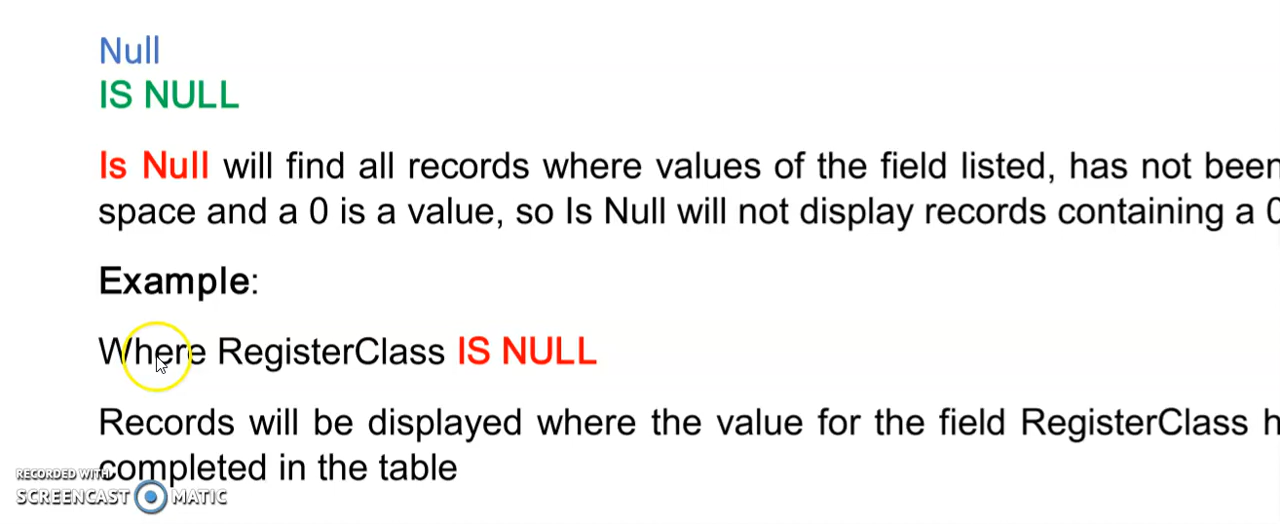 Null
IS NULL
Is Null will find all records where values of the field listed, has not been
space and a 0 is a value, so Is Null will not display records containing a 0
Example:
Where RegisterClass IS NULL
Records will be displayed where the value for the field RegisterClass h
completed in the table
RECORDED WITH
SCREENCAST MATIC